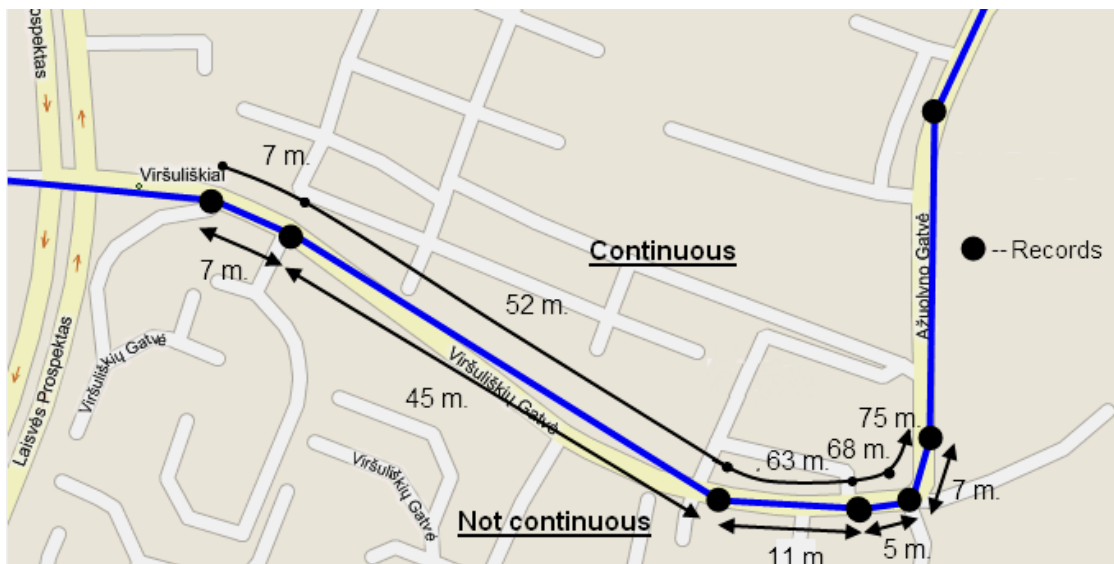 ospektas
Prospektas
7 m.
Viršuliškiai
Continuous
Ažuolyno Gatvė
-- Records
7 m.
52 m.
Viršuliškių Gatvė
Laisvės Prospektas
Viršuliškių Gatvė
45 m.
75 m.
68 m.
63 m.
Viršuliškių Gatvė
7 m.
Not continuous
11 m.
5 m.